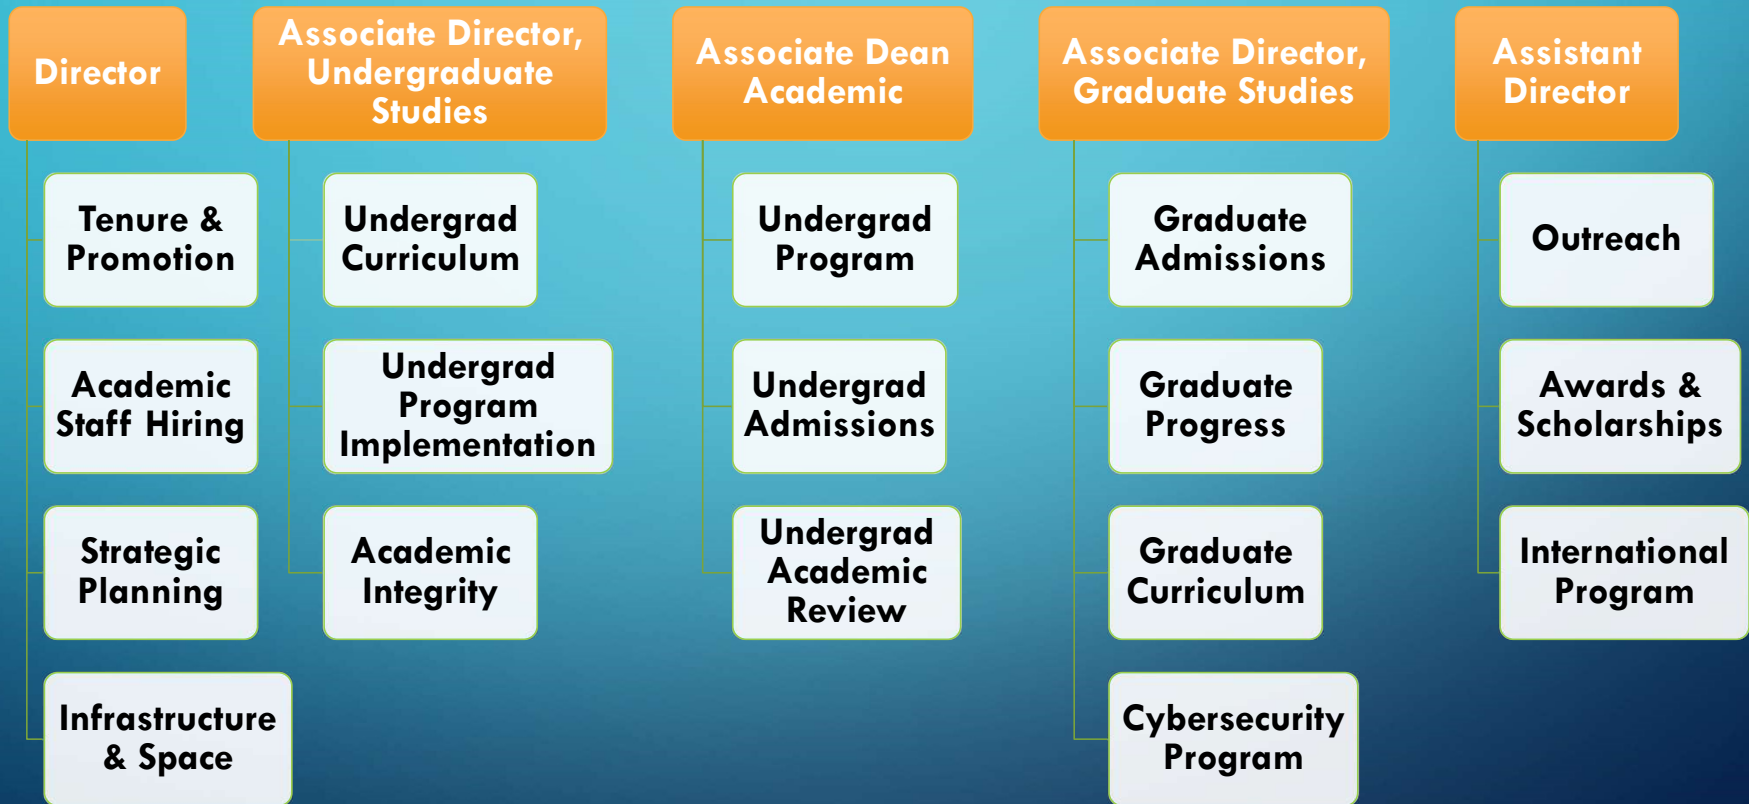 Director
Tenure &
Promotion
Academic
Staff Hiring
Strategic
Planning
Infrastructure
& Space
Associate Director,
Undergraduate
Studies
Undergrad
Curriculum
Undergrad
Program
Implementation
Academic
Integrity
Associate Dean
Academic
Undergrad
Program
Undergrad
Admissions
Undergrad
Academic
Review
Associate Director,
Graduate Studies
Graduate
Admissions
Graduate
Progress
Graduate
Curriculum
Cybersecurity
Program
Assistant
Director
Outreach
Awards &
Scholarships
International
Program